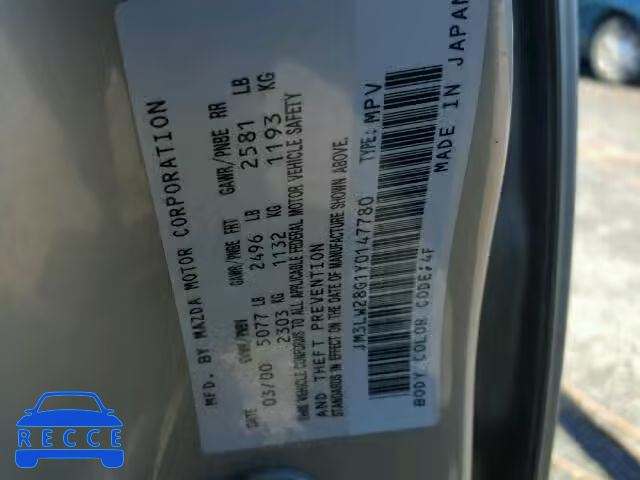 MFD. BY MAZDA MOTOR CORPORATION
DATE GVWR/PNBV GAWR/PNBE FRT GAWR/PNBE RR
03/00 5077 LB 2496 LB 2581 LB
2303 KG 1132 KG 1193 KG
THIS VEHICLE CONFORMS TO ALL APPLICABLE FEDERAL MOTOR VEHICLE SAFETY
AND THEFT PREVENTION
STANDARDS IN EFFECT ON THE DATE OF MANUFACTURE SHOWN ABOVE.
JM3LW28G1Y0147780 TYPE:MPV
BODY COLOR CODE:4F MADE IN JAPAN
RECCE